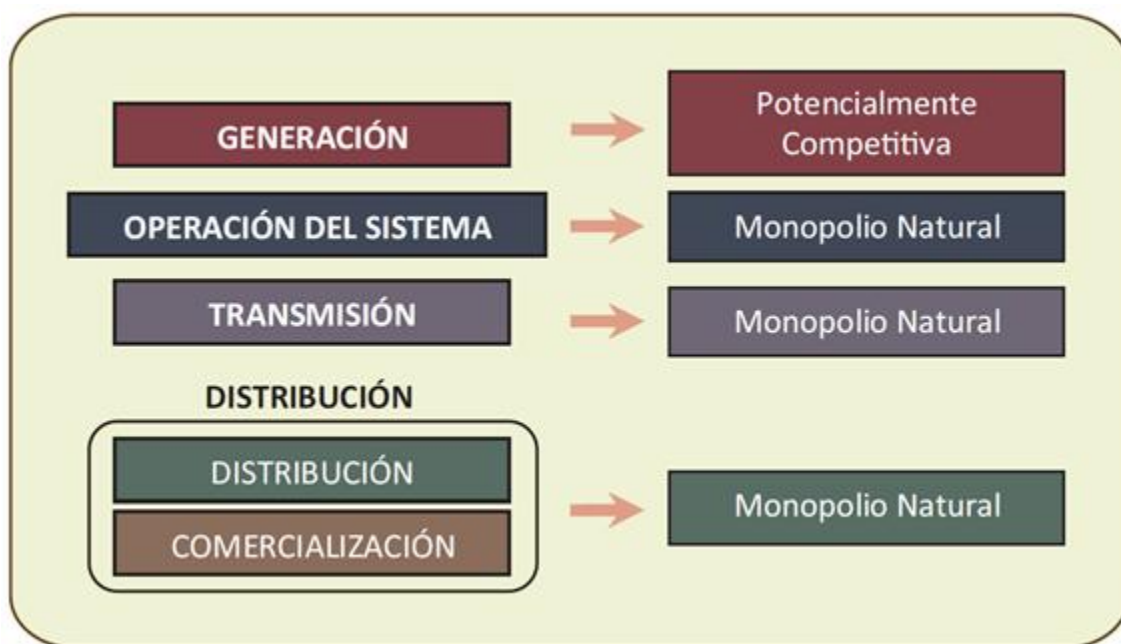 GENERACIÓN
Potencialmente
Competitiva
OPERACIÓN DEL SISTEMA
Monopolio Natural
TRANSMISIÓN
Monopolio Natural
DISTRIBUCIÓN
DISTRIBUCIÓN
COMERCIALIZACIÓN
Monopolio Natural